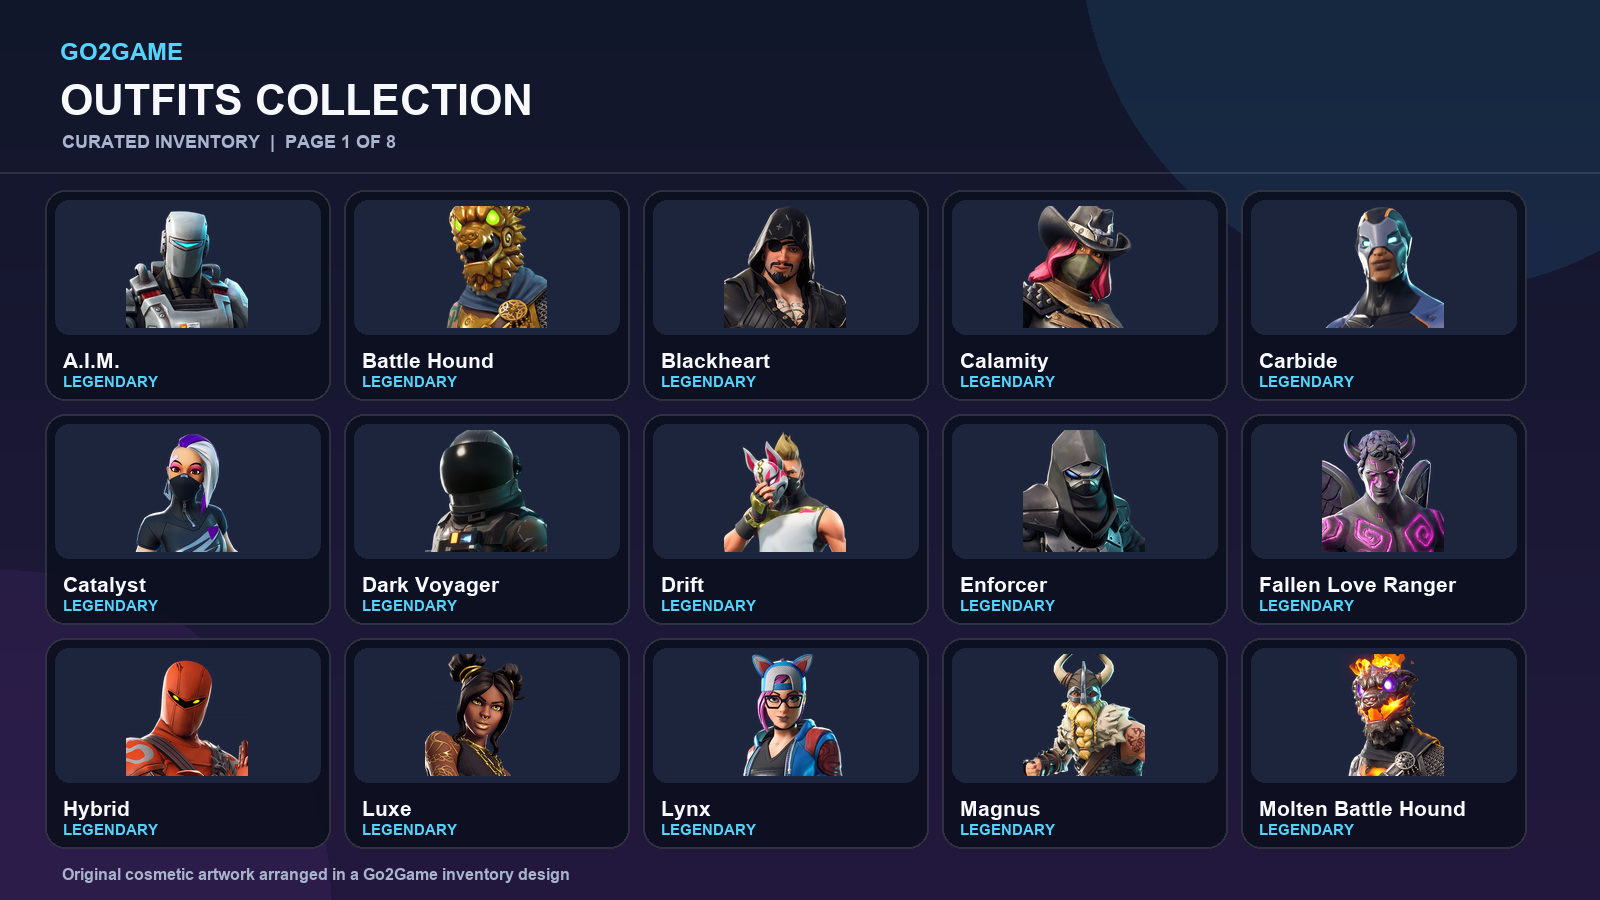 GO2GAME
OUTFITS COLLECTION
CURATED INVENTORY | PAGE 1 OF 8
A.I.M.
LEGENDARY
Battle Hound
LEGENDARY
Blackheart
LEGENDARY
Calamity
LEGENDARY
Carbide
LEGENDARY
Catalyst
LEGENDARY
Dark Voyager
LEGENDARY
Drift
LEGENDARY
Enforcer
LEGENDARY
Fallen Love Ranger
LEGENDARY
Hybrid
LEGENDARY
Luxe
LEGENDARY
Lynx
LEGENDARY
Magnus
LEGENDARY
Molten Battle Hound
LEGENDARY
Original cosmetic artwork arranged in a Go2Game inventory design